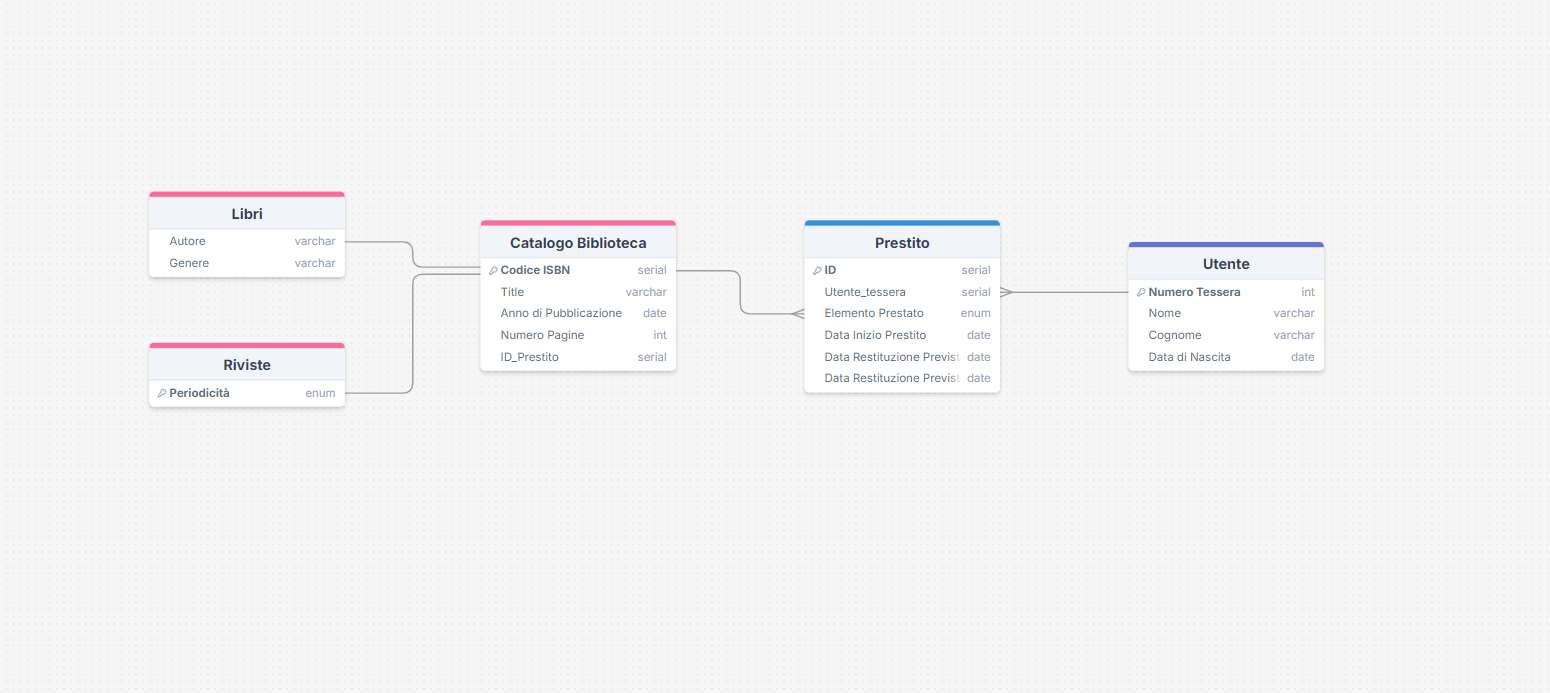 Libri
Autore varchar
Genere varchar
Riviste
Periodicità enum
Catalogo Biblioteca
Codice ISBN serial
Title varchar
Anno di Pubblicazione date
Numero Pagine int
ID_Prestito serial
Prestito
ID serial
Utente_tessera serial
Elemento Prestato enum
Data Inizio Prestito date
Data Restituzione Previst date
Data Restituzione Previst date
Utente
Numero Tessera int
Nome varchar
Cognome varchar
Data di Nascita date